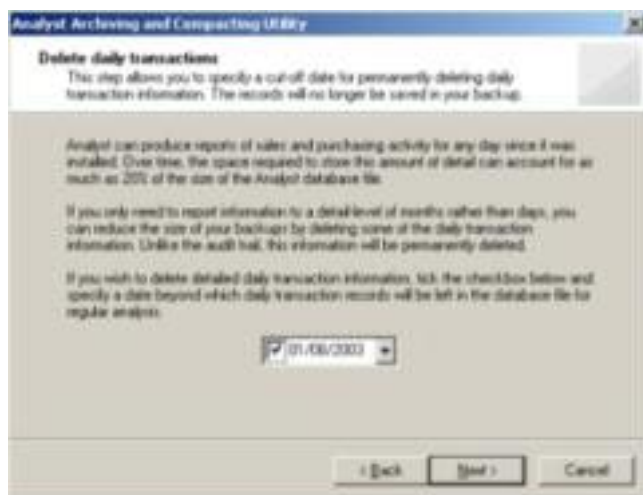 Analyst Archiving and Compacting Utility
Delete daily transactions
This step allows you to specify a cut-off date for permanently deleting daily
transaction information. The records will no longer be saved in your backup.
Analyst can produce reports of sales and purchasing activity for any day since it was
installed. Over time, the space required to store this amount of detail can account for as
much as 20% of the size of the Analyst database file.
If you only need to report information to a detail level of months rather than days, you
can reduce the size of your backups by deleting some of the daily transaction
information. Unlike the audit trail, this information will be permanently deleted.
If you wish to delete detailed daily transaction information, tick the checkbox below and
specify a date beyond which daily transaction records will be left in the database file for
regular analysis.
01/06/2003
< Back
Next >
Cancel